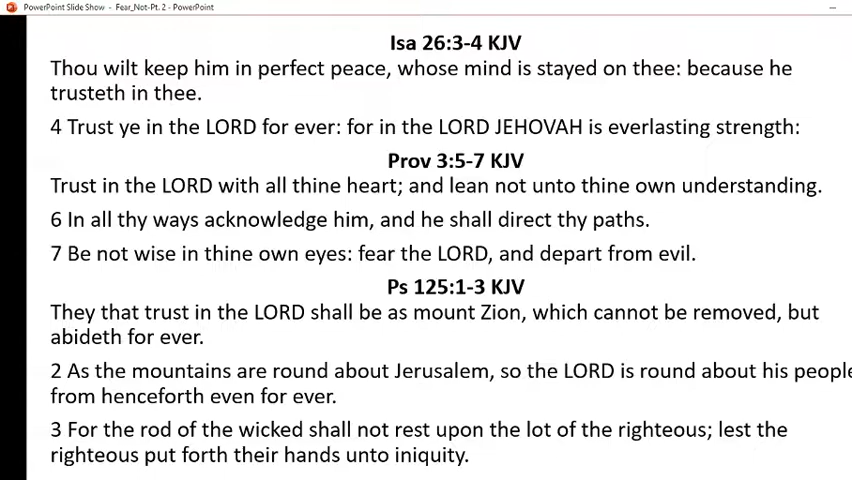 PowerPoint Slide Show - Fear_Not-Pt. 2 - PowerPoint
Isa 26:3-4 KJV
Thou wilt keep him in perfect peace, whose mind is stayed on thee: because he
trusteth in thee.
4 Trust ye in the LORD for ever: for in the LORD JEHOVAH is everlasting strength:
Prov 3:5-7 KJV
Trust in the LORD with all thine heart; and lean not unto thine own understanding.
6 In all thy ways acknowledge him, and he shall direct thy paths.
7 Be not wise in thine own eyes: fear the LORD, and depart from evil.
Ps 125:1-3 KJV
They that trust in the LORD shall be as mount Zion, which cannot be removed, but
abideth for ever.
2 As the mountains are round about Jerusalem, so the LORD is round about his people
from henceforth even for ever.
3 For the rod of the wicked shall not rest upon the lot of the righteous; lest the
righteous put forth their hands unto iniquity.